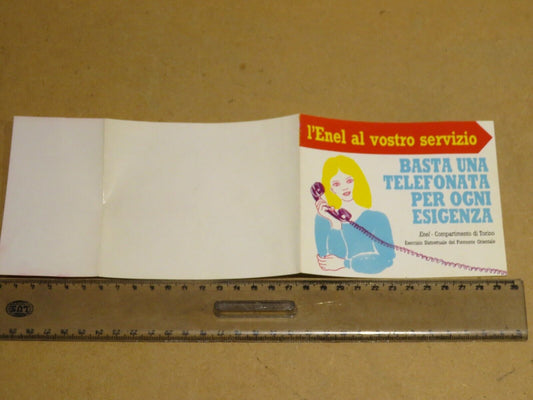 l'Enel al vostro servizio
BASTA UNA
TELEFONATA
PER OGNI
ESIGENZA
Enel - Compartimento di Torino
Esercizio Distrettuale del Piemonte Orientale